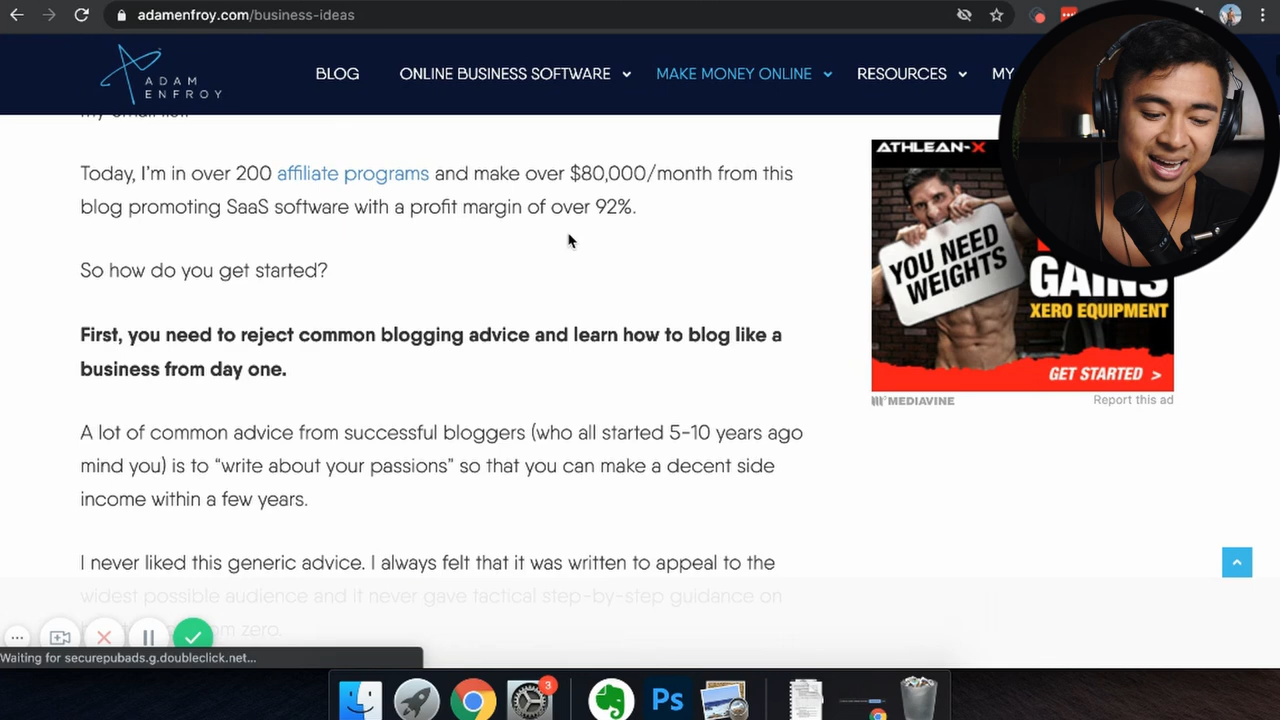 adamenfroy.com/business-ideas
ADAM
ENFROY
BLOG
ONLINE BUSINESS SOFTWARE
MAKE MONEY ONLINE
RESOURCES
MY
my email list.
Today, I'm in over 200 affiliate programs and make over $80,000/month from this
blog promoting SaaS software with a profit margin of over 92%.
So how do you get started?
First, you need to reject common blogging advice and learn how to blog like a
business from day one.
A lot of common advice from successful bloggers (who all started 5-10 years ago
mind you) is to “write about your passions” so that you can make a decent side
income within a few years.
I never liked this generic advice. I always felt that it was written to appeal to the
widest possible audience and it never gave tactical step-by-step guidance on
zero.
ATHLEAN-X
YOU NEED
WEIGHTS
GAINS
XERO EQUIPMENT
GET STARTED >
MEDIAVINE
Report this ad
Waiting for securepubads.g.doubleclick.net...
3
Ps